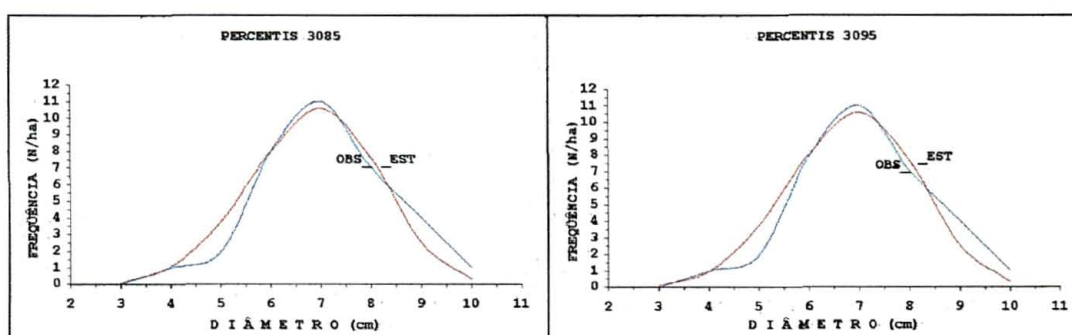 PERCENTIS 3085
FREQÜÊNCIA (N/ha)
12
11
10
9
8
7
6
5
4
3
2
1
0
OBS
EST
2 3 4 5 6 7 8 9 10 11
DIÂMETRO (cm)
PERCENTIS 3095
FREQÜÊNCIA (N/ha)
12
11
10
9
8
7
6
5
4
3
2
1
0
EST
OBS
2 3 4 5 6 7 8 9 10 11
DIÂMETRO (cm)